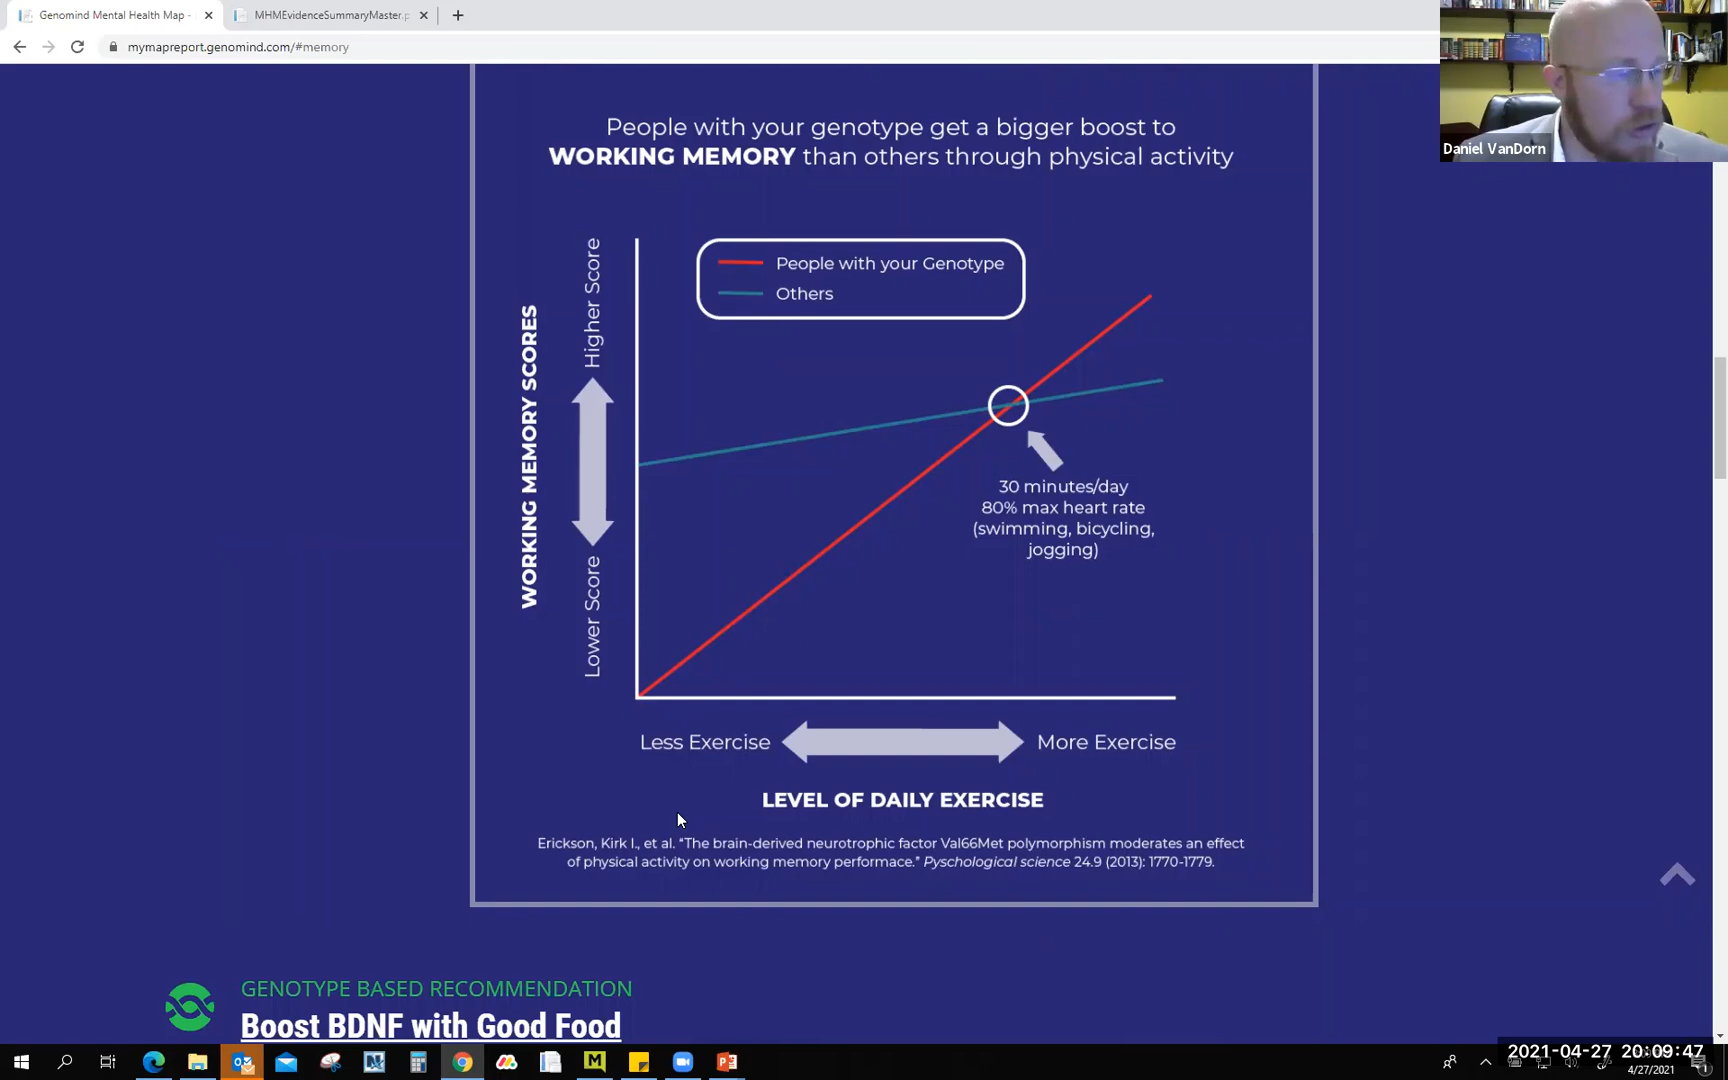 Genomind Mental Health Map -
MHMEvidenceSummaryMaster.p
mymapreport.genomind.com/#memory
Daniel VanDorn
People with your genotype get a bigger boost to
WORKING MEMORY than others through physical activity
People with your Genotype
Others
WORKING MEMORY SCORES
Higher Score
Lower Score
30 minutes/day
80% max heart rate
(swimming, bicycling,
jogging)
Less Exercise
More Exercise
LEVEL OF DAILY EXERCISE
Erickson, Kirk I., et al. “The brain-derived neurotrophic factor Val66Met polymorphism moderates an effect
of physical activity on working memory performace.” Pyschological science 24.9 (2013): 1770-1779.
GENOTYPE BASED RECOMMENDATION
Boost BDNF with Good Food
2021-04-27 20:09:47
4/27/2021